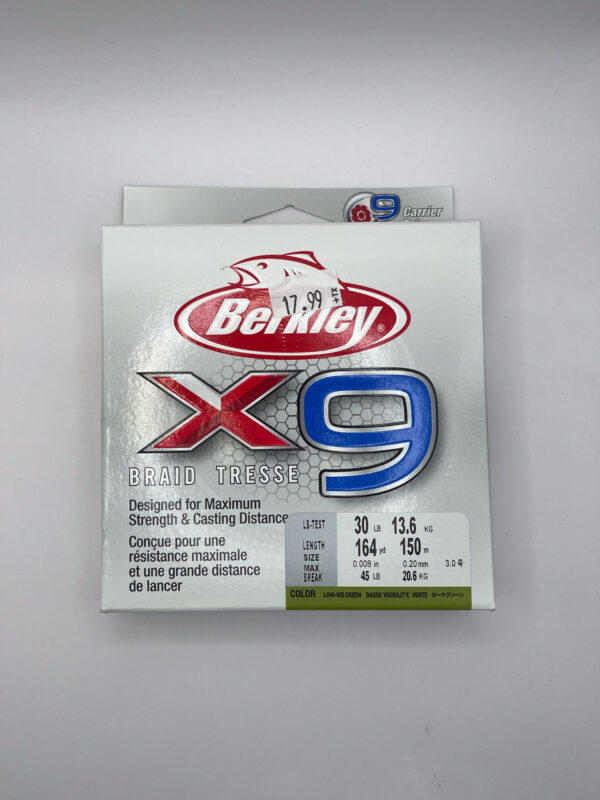 9 Carrier
17.99 +TX
Berkley®
X9
BRAID TRESSE
Designed for Maximum
Strength & Casting Distance
Conçue pour une
résistance maximale
et une grande distance
de lancer
LB-TEST 30 LB 13.6 KG
LENGTH 164 yd 150 m
SIZE 0.008 in 0.20 mm 3.0号
MAX BREAK 45 LB 20.6 KG
COLOR LOW-VIS GREEN BASSE VISIBILIT'E VERTE ダークグリーン